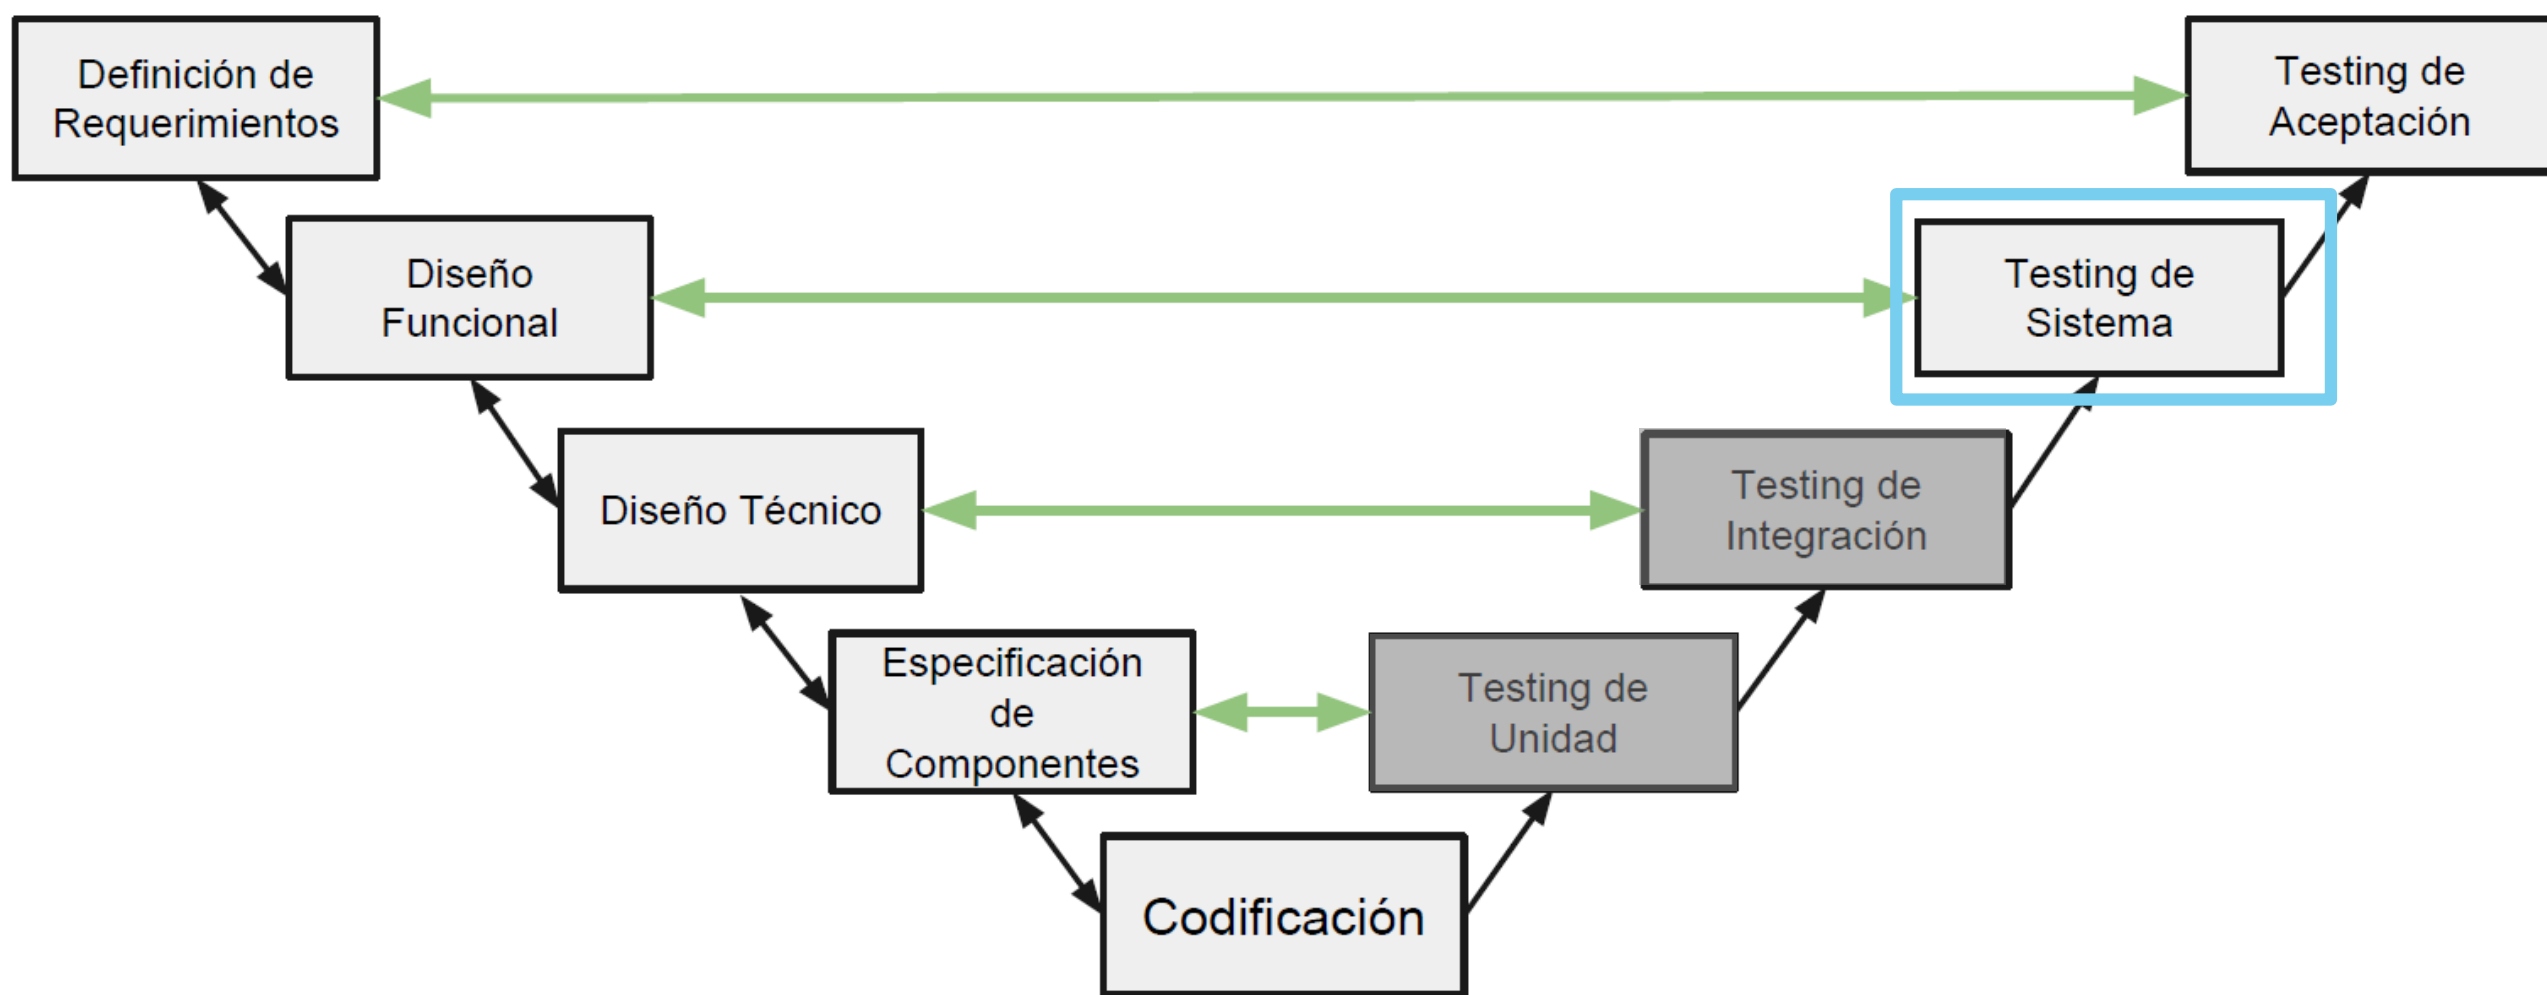 Definición de
Requerimientos
Testing de
Aceptación
Diseño
Funcional
Testing de
Sistema
Diseño Técnico
Testing de
Integración
Especificación
de
Componentes
Testing de
Unidad
Codificación